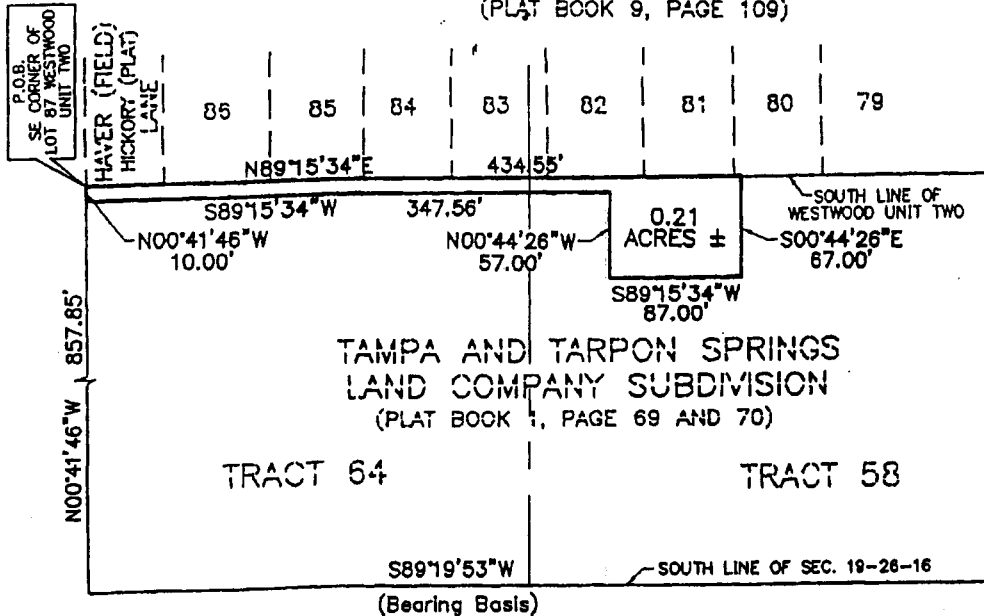 (PLAT BOOK 9, PAGE 109)
P.O.B.
SE CORNER OF
LOT 87 WESTWOOD
UNIT TWO
HAVER (FIELD)
HICKORY (PLAT)
LANE
86
85
84
83
82
81
80
79
N89°15'34"E 434.55'
S89°15'34"W 347.56'
SOUTH LINE OF
WESTWOOD UNIT TWO
N00°41'46"W
10.00'
N00°44'26"W
57.00'
0.21
ACRES ±
S00°44'26"E
67.00'
S89°15'34"W
87.00'
N00°41'46"W 857.85'
TAMPA AND TARPON SPRINGS
LAND COMPANY SUBDIVISION
(PLAT BOOK 1, PAGE 69 AND 70)
TRACT 64
TRACT 58
S89°19'53"W
SOUTH LINE OF SEC. 19-26-16
(Bearing Basis)